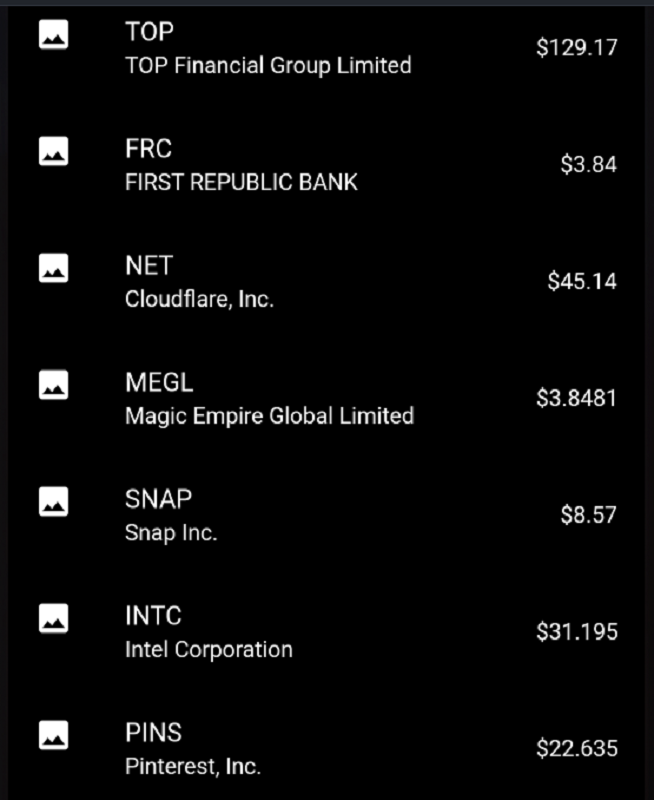 TOP
$129.17
TOP Financial Group Limited
FRC
$3.84
FIRST REPUBLIC BANK
NET
$45.14
Cloudflare, Inc.
MEGL
$3.8481
Magic Empire Global Limited
SNAP
$8.57
Snap Inc.
INTC
$31.195
Intel Corporation
PINS
$22.635
Pinterest, Inc.